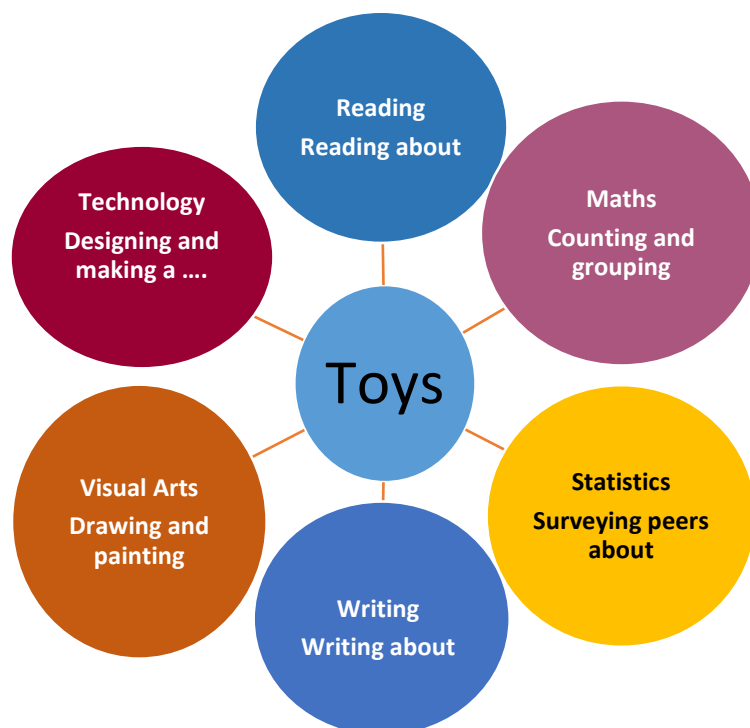 Reading
Reading about
Technology
Designing and
making a ....
Maths
Counting and
grouping
Toys
Visual Arts
Drawing and
painting
Statistics
Surveying peers
about
Writing
Writing about